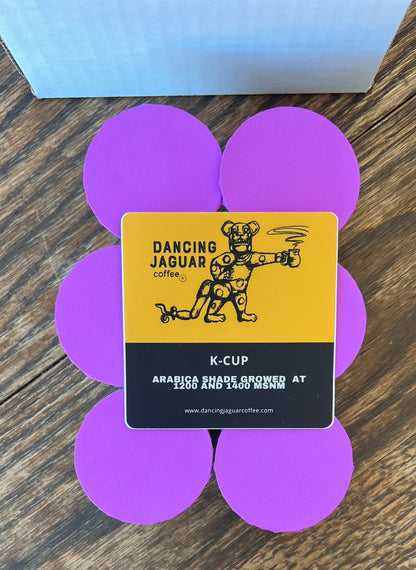 DANCING
JAGUAR
coffee
K-CUP
ARABICA SHADE GROWED AT
1200 AND 1400 MSNM
www.dancingjaguarcoffee.com